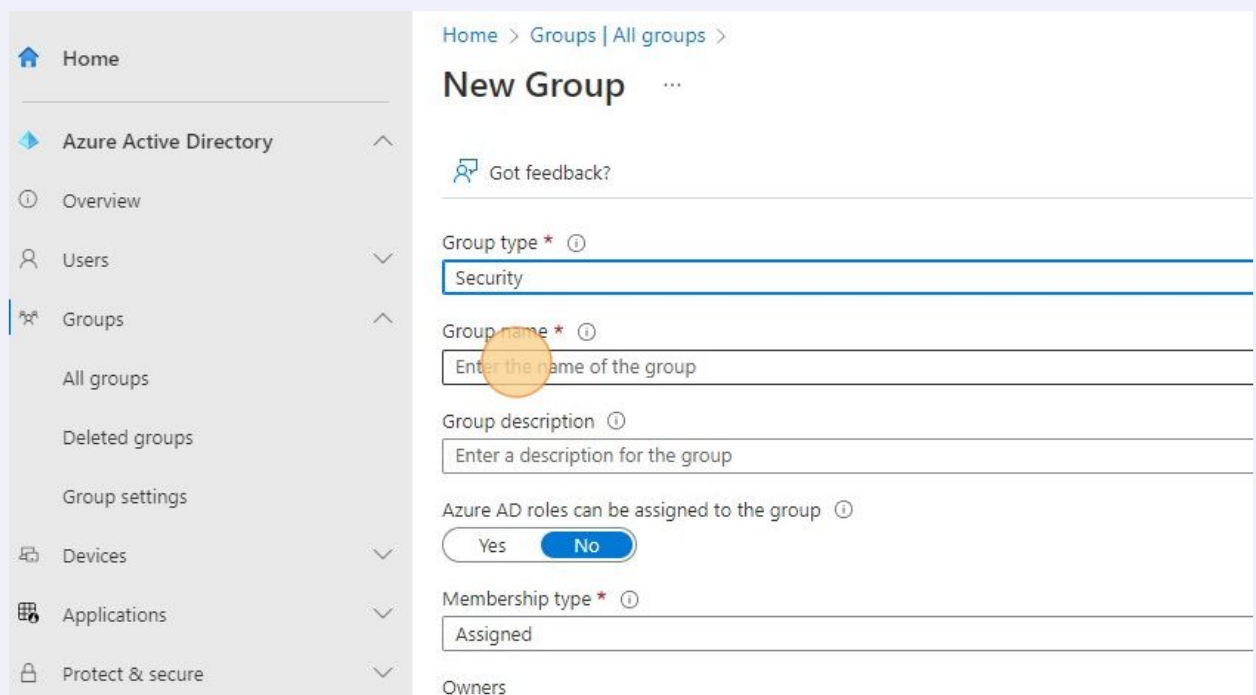 Home
Azure Active Directory
Overview
Users
Groups
All groups
Deleted groups
Group settings
Devices
Applications
Protect & secure
Home > Groups | All groups >
New Group ...
Got feedback?
Group type *
Security
Group name *
Enter the name of the group
Group description
Enter a description for the group
Azure AD roles can be assigned to the group
Yes No
Membership type *
Assigned
Owners